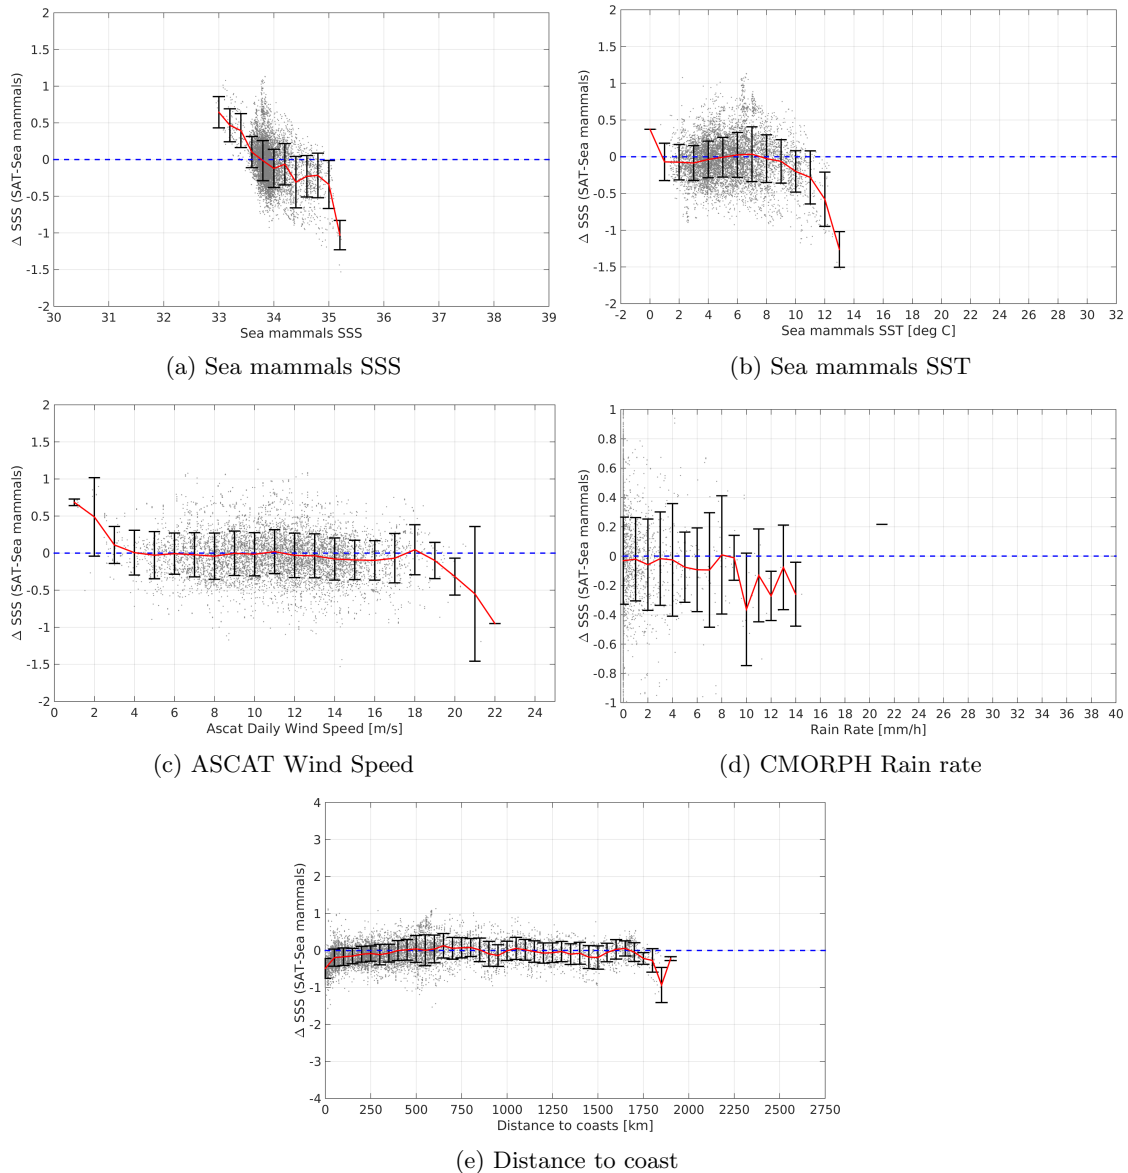 2
1.5
1
0.5
0
-0.5
-1
-1.5
-2
Δ SSS (SAT-Sea mammals)
30 31 32 33 34 35 36 37 38 39
Sea mammals SSS
(a) Sea mammals SSS
2
1.5
1
0.5
0
-0.5
-1
-1.5
-2
Δ SSS (SAT-Sea mammals)
-2 0 2 4 6 8 10 12 14 16 18 20 22 24 26 28 30 32
Sea mammals SST [deg C]
(b) Sea mammals SST
2
1.5
1
0.5
0
-0.5
-1
-1.5
-2
Δ SSS (SAT-Sea mammals)
0 2 4 6 8 10 12 14 16 18 20 22 24
Ascat Daily Wind Speed [m/s]
(c) ASCAT Wind Speed
1
0.8
0.6
0.4
0.2
0
-0.2
-0.4
-0.6
-0.8
-1
Δ SSS (SAT-Sea mammals)
0 2 4 6 8 10 12 14 16 18 20 22 24 26 28 30 32 34 36 38 40
Rain Rate [mm/h]
(d) CMORPH Rain rate
4
3
2
1
0
-1
-2
-3
-4
Δ SSS (SAT-Sea mammals)
0 250 500 750 1000 1250 1500 1750 2000 2250 2500 2750
Distance to coasts [km]
(e) Distance to coast